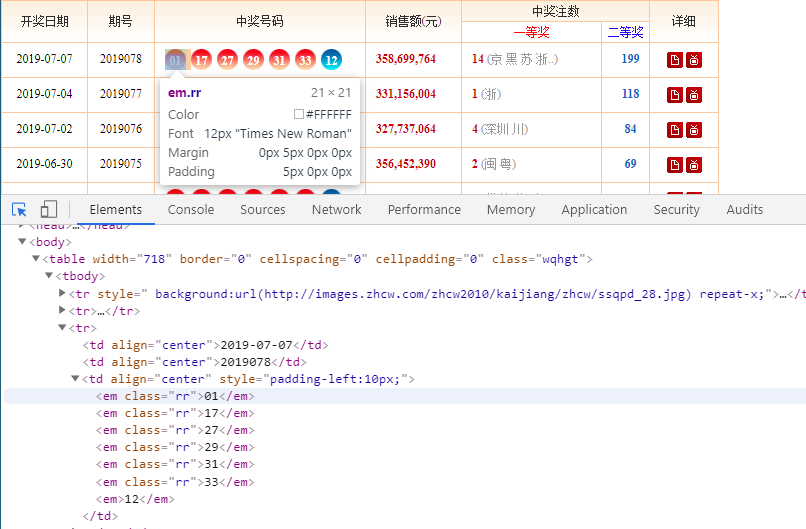 开奖日期 期号 中奖号码 销售额(元) 中奖注数 详细
一等奖 二等奖
2019-07-07 2019078 01 17 27 29 31 33 12 358,699,764 14 (京 黑 苏 浙..) 199
2019-07-04 2019077 331,156,004 1 (浙) 118
2019-07-02 2019076 327,737,064 4 (深圳 川) 84
2019-06-30 2019075 356,452,390 2 (闽 粤) 69
em.rr 21 × 21
Color #FFFFFF
Font 12px "Times New Roman"
Margin 0px 5px 0px 0px
Padding 5px 0px 0px
Elements Console Sources Network Performance Memory Application Security Audits
<head>…</head>
<body>
<table width="718" border="0" cellspacing="0" cellpadding="0" class="wqhgt">
<tbody>
<tr style=" background:url(http://images.zhcw.com/zhcw2010/kaijiang/zhcw/ssqpd_28.jpg) repeat-x;">…</t
<tr>…</tr>
<tr>
<td align="center">2019-07-07</td>
<td align="center">2019078</td>
<td align="center" style="padding-left:10px;">
<em class="rr">01</em>
<em class="rr">17</em>
<em class="rr">27</em>
<em class="rr">29</em>
<em class="rr">31</em>
<em class="rr">33</em>
<em>12</em>
</td>